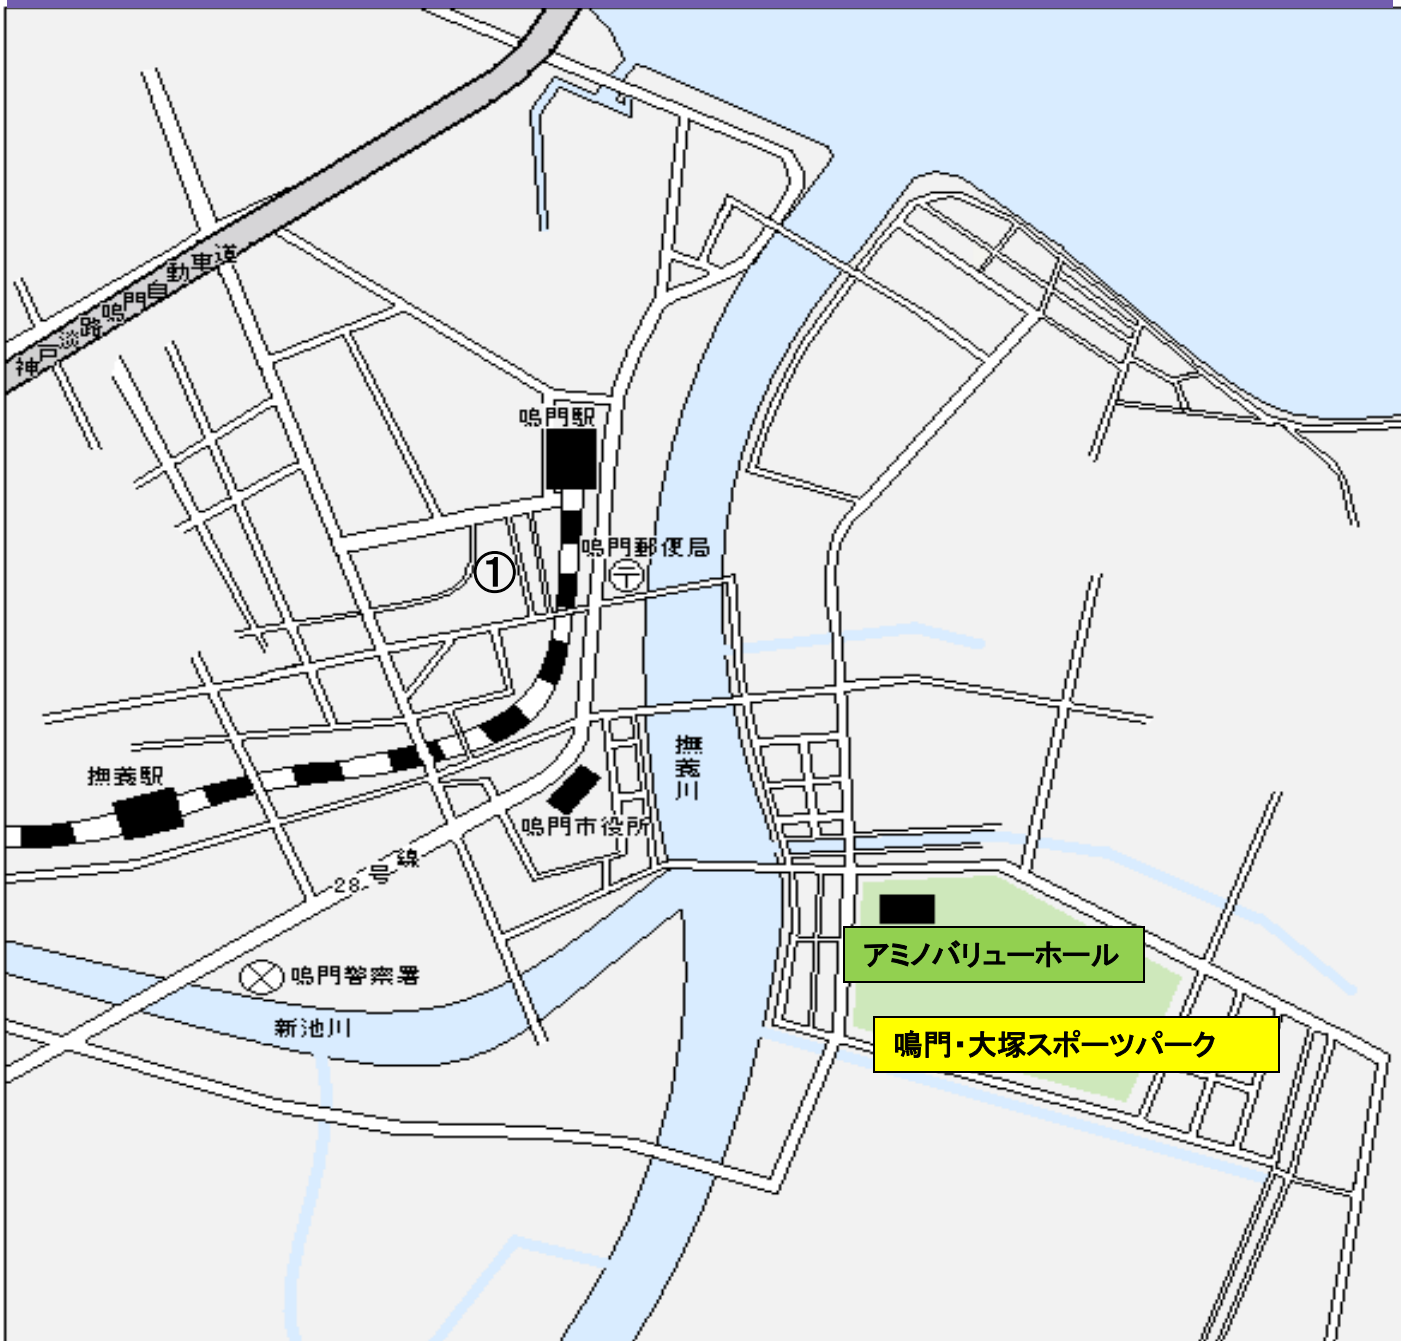 神戸淡路鳴門自動車道
鳴門駅
鳴門郵便局
〒
①
撫養駅
撫養川
鳴門市役所
28号線
アミノバリューホール
鳴門警察署
新池川
鳴門・大塚スポーツパーク